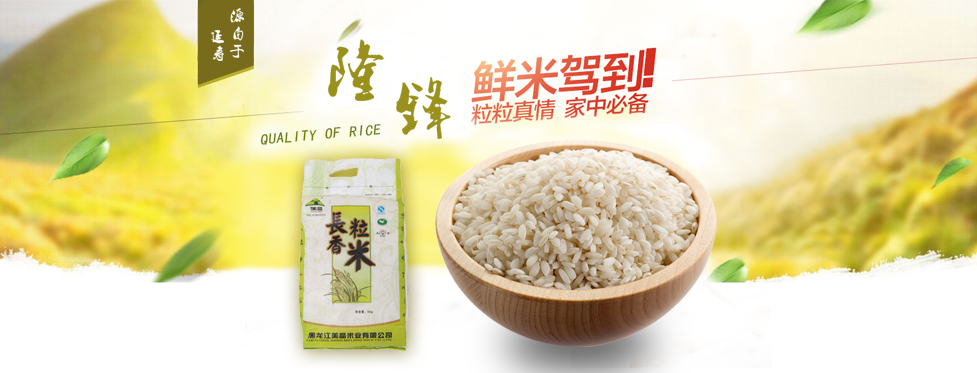 源自于
延寿
隆锋
QUALITY OF RICE
鲜米驾到!
粒粒真情 家中必备
長粒香米
黑龙江美晶米业有限公司